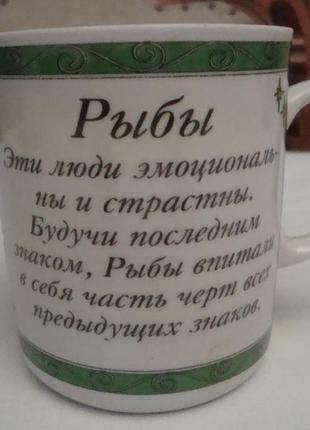 Рыбы
Эти люди эмоциональ-
ны и страстны.
Будучи последним
знаком, Рыбы впитали
в себя часть черт всех
предыдущих знаков.